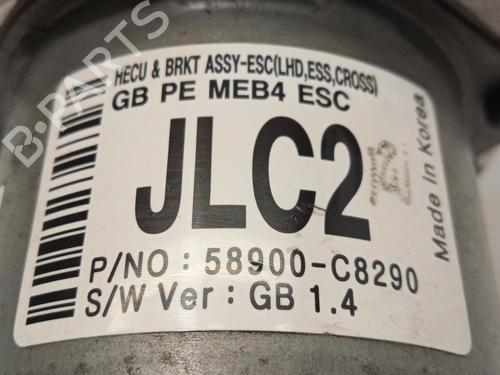 HECU & BRKT ASSY-ESC(LHD,ESS,CROSS)
GB PE MEB4 ESC
JLC2
P/NO : 58900-C8290
S/W Ver : GB 1.4
Made in Korea
B-PARTS